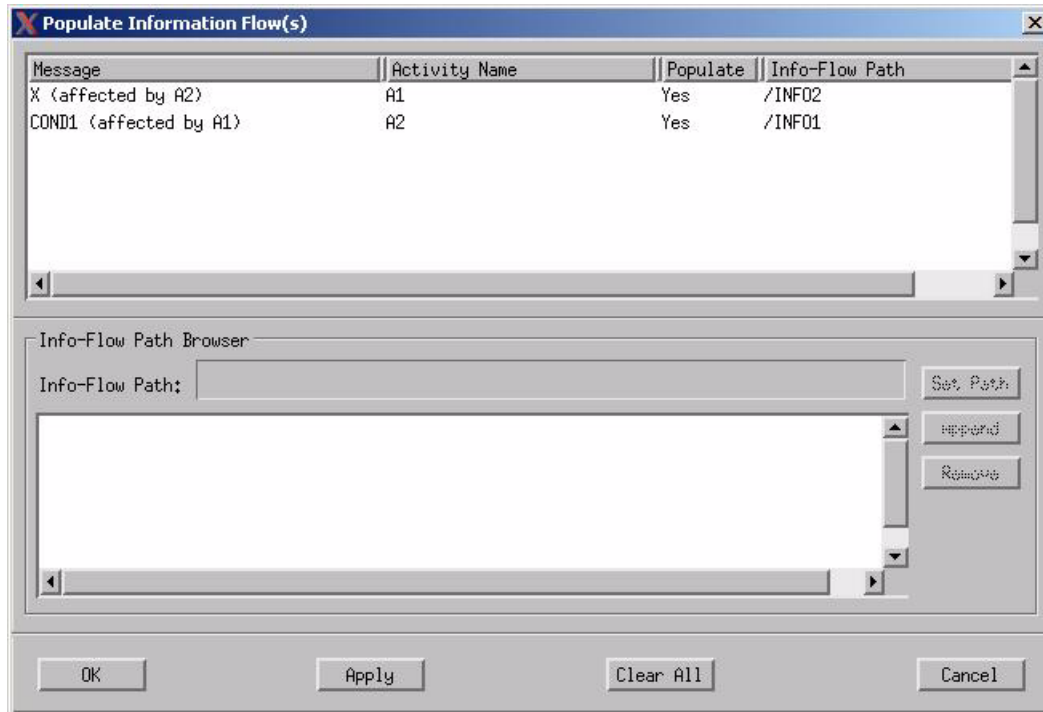 Populate Information Flow(s)
Message Activity Name Populate Info-Flow Path
X (affected by A2) A1 Yes /INFO2
COND1 (affected by A1) A2 Yes /INFO1
Info-Flow Path Browser
Info-Flow Path:
Set Path
Append
Remove
OK Apply Clear All Cancel